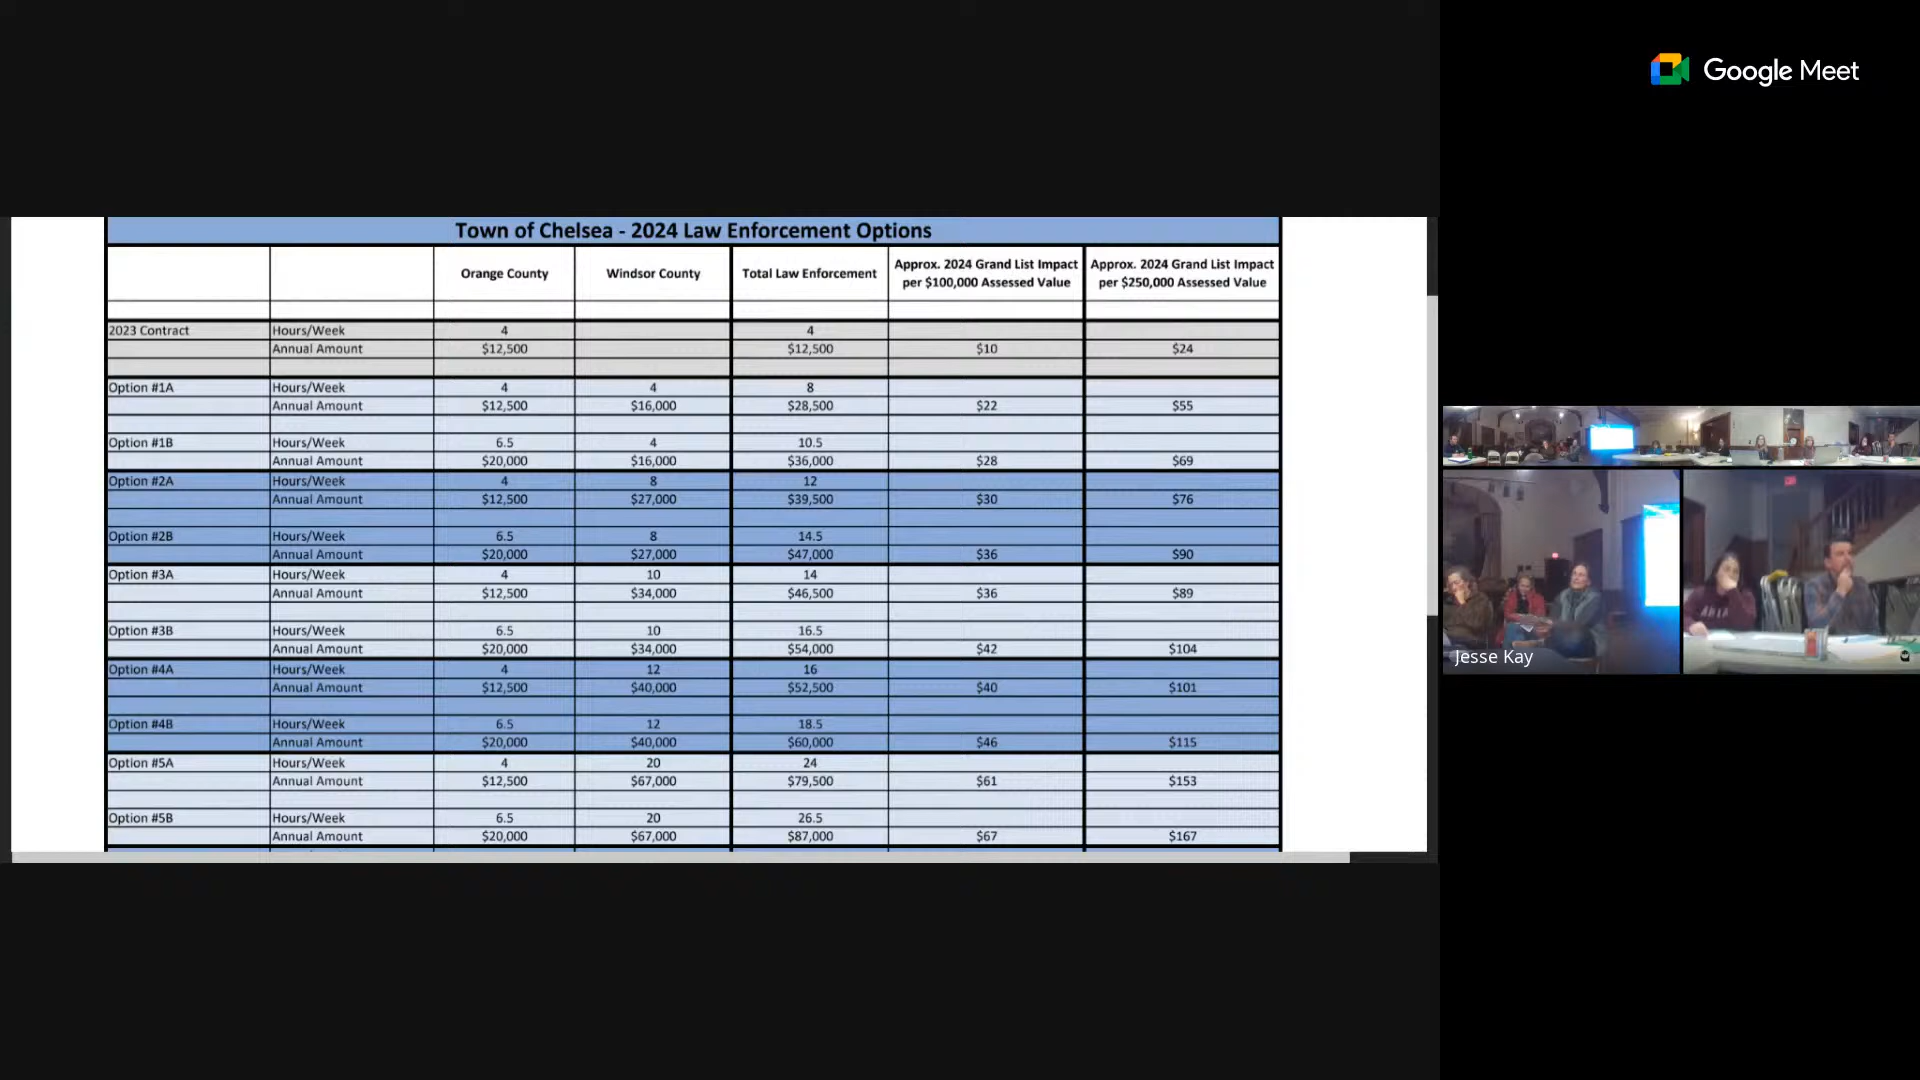 Google Meet
Town of Chelsea - 2024 Law Enforcement Options
Orange County Windsor County Total Law Enforcement Approx. 2024 Grand List Impact per $100,000 Assessed Value Approx. 2024 Grand List Impact per $250,000 Assessed Value
2023 Contract Hours/Week 4 4
Annual Amount $12,500 $12,500 $10 $24
Option #1A Hours/Week 4 4 8
Annual Amount $12,500 $16,000 $28,500 $22 $55
Option #1B Hours/Week 6.5 4 10.5
Annual Amount $20,000 $16,000 $36,000 $28 $69
Option #2A Hours/Week 4 8 12
Annual Amount $12,500 $27,000 $39,500 $30 $76
Option #2B Hours/Week 6.5 8 14.5
Annual Amount $20,000 $27,000 $47,000 $36 $90
Option #3A Hours/Week 4 10 14
Annual Amount $12,500 $34,000 $46,500 $36 $89
Option #3B Hours/Week 6.5 10 16.5
Annual Amount $20,000 $34,000 $54,000 $42 $104
Option #4A Hours/Week 4 12 16
Annual Amount $12,500 $40,000 $52,500 $40 $101
Option #4B Hours/Week 6.5 12 18.5
Annual Amount $20,000 $40,000 $60,000 $46 $115
Option #5A Hours/Week 4 20 24
Annual Amount $12,500 $67,000 $79,500 $61 $153
Option #5B Hours/Week 6.5 20 26.5
Annual Amount $20,000 $67,000 $87,000 $67 $167
Jesse Kay